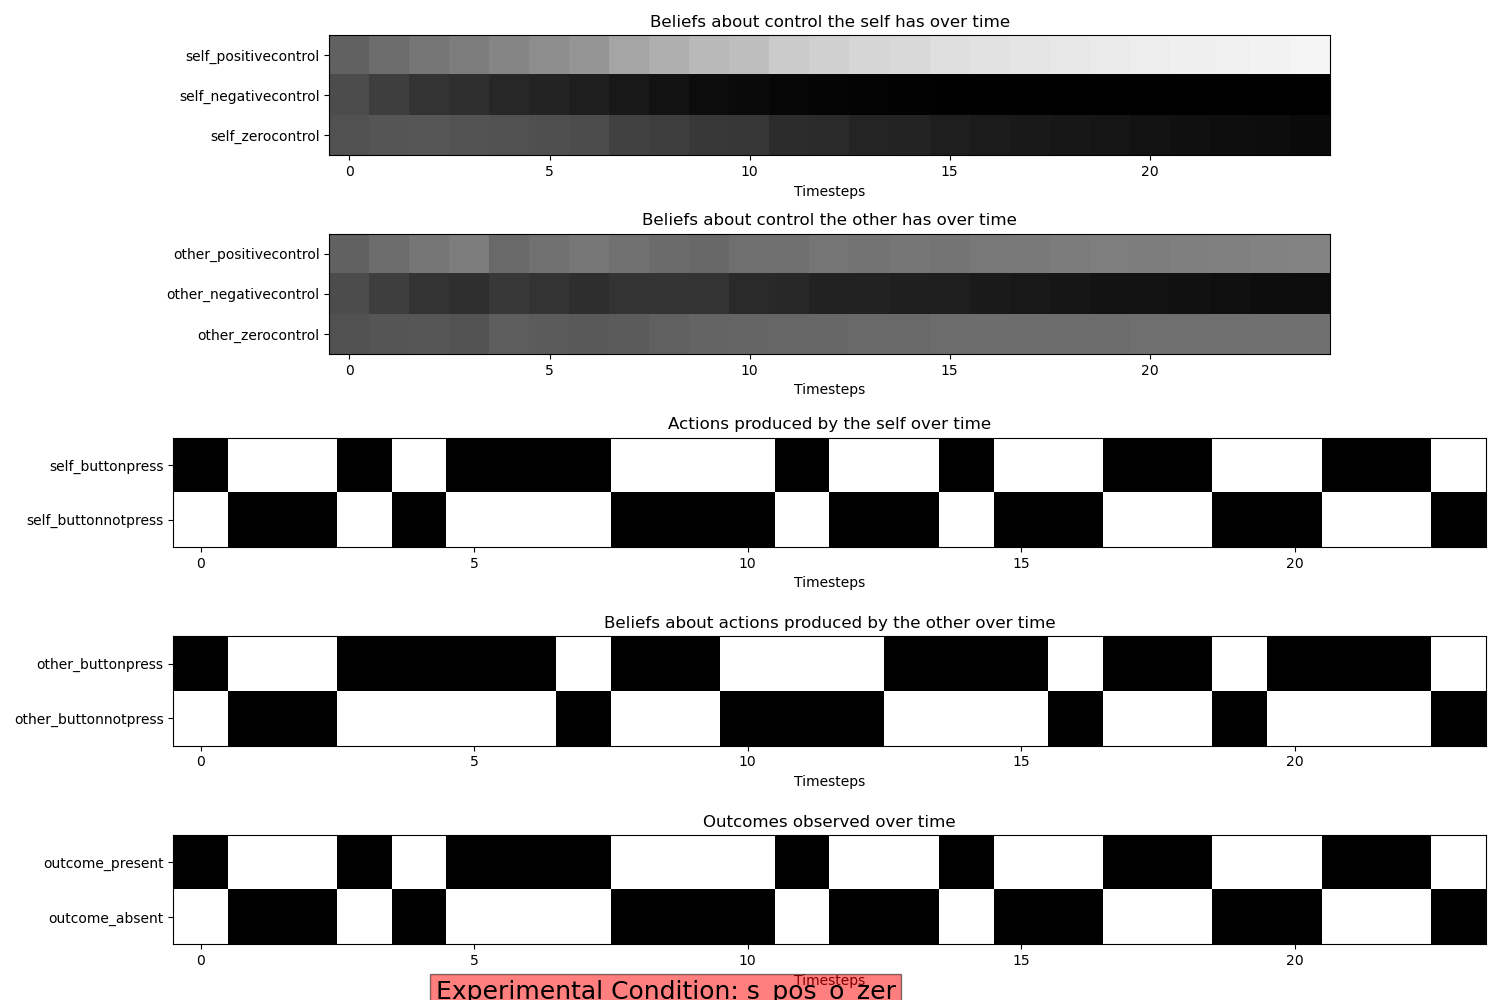 Beliefs about control the self has over time
self_positivecontrol
self_negativecontrol
self_zerocontrol
0 5 10 15 20
Timesteps
Beliefs about control the other has over time
other_positivecontrol
other_negativecontrol
other_zerocontrol
0 5 10 15 20
Timesteps
Actions produced by the self over time
self_buttonpress
self_buttonnotpress
0 5 10 15 20
Timesteps
Beliefs about actions produced by the other over time
other_buttonpress
other_buttonnotpress
0 5 10 15 20
Timesteps
Outcomes observed over time
outcome_present
outcome_absent
0 5 10 15 20
Timesteps
Experimental Condition: s_pos_o_zer